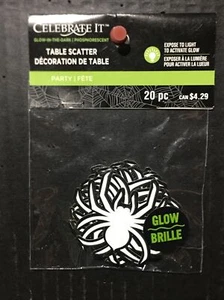 CELEBRATE IT™
GLOW-IN-THE-DARK | PHOSPHORESCENT
TABLE SCATTER
DÉCORATION DE TABLE
PARTY | FÊTE
EXPOSE TO LIGHT
TO ACTIVATE GLOW
EXPOSER À LA LUMIÈRE
POUR ACTIVER LA LUEUR
20 pc
CAN $4.29
GLOW
BRILLE